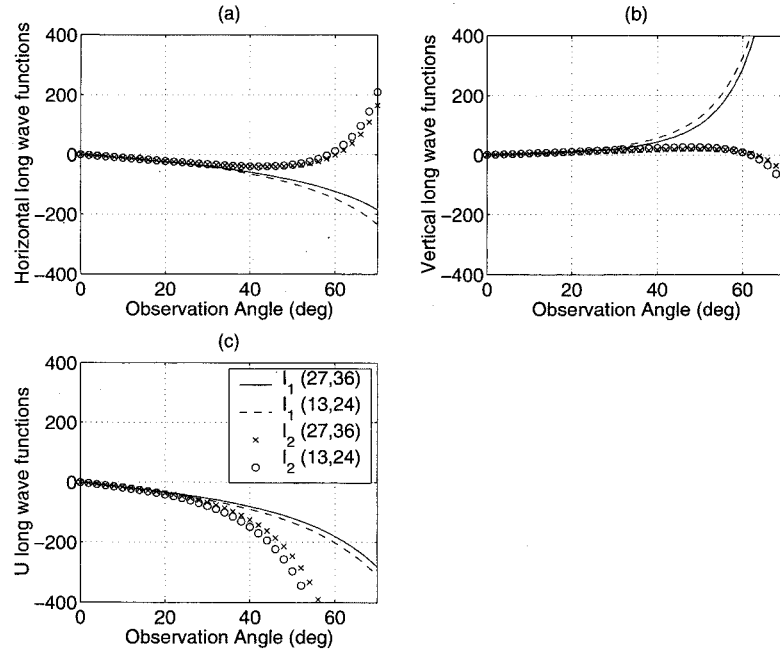 (a)
400
200
0
−200
−400
Horizontal long wave functions
0 20 40 60
Observation Angle (deg)
(b)
400
200
0
−200
−400
Vertical long wave functions
0 20 40 60
Observation Angle (deg)
(c)
400
200
0
−200
−400
U long wave functions
0 20 40 60
Observation Angle (deg)
I₁ (27,36)
I₁ (13,24)
I₂ (27,36)
I₂ (13,24)